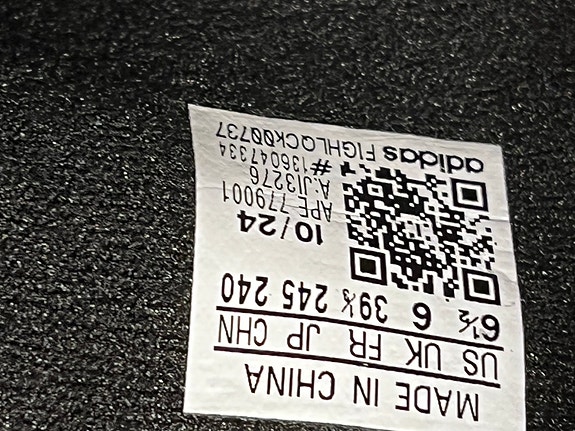 MADE IN CHINA
US UK FR JP CHN
6½ 6 39⅓ 245 240
10/24
APE 779001
A:JI3276
#136047334
adidas FIGHLQCK00737